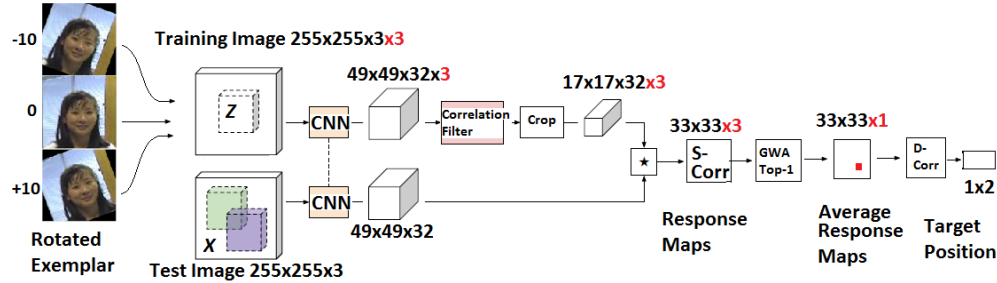 -10
0
+10
Rotated
Exemplar
Training Image 255x255x3x3
Z
X
Test Image 255x255x3
CNN
CNN
49x49x32x3
49x49x32
Correlation
Filter
Crop
17x17x32x3
★
33x33x3
S-
Corr
Response
Maps
GWA
Top-1
33x33x1
Average
Response
Maps
D-
Corr
1x2
Target
Position